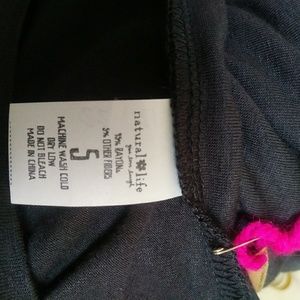 natural life
95% RAYON
5% OTHER FIBERS
S
MACHINE WASH COLD
DRY LOW
DO NOT BLEACH
MADE IN CHINA